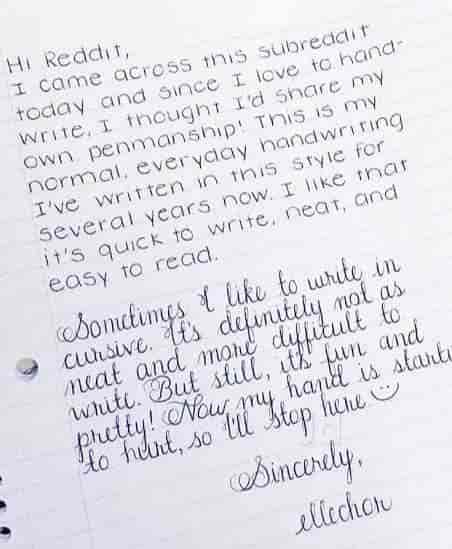 Hi Reddit,
I came across this subreddit
today and since I love to hand-
write, I thought I'd share my
own penmanship! This is my
normal, everyday handwriting
I've written in this style for
several years now. I like that
it's quick to write, neat, and
easy to read.
Sometimes I like to write in
cursive. It's definitely not as
neat and more difficult to
write. But still, it's fun and
pretty! Now my hand is starti
to hurt, so I'll stop here
Sincerely,
ellechon